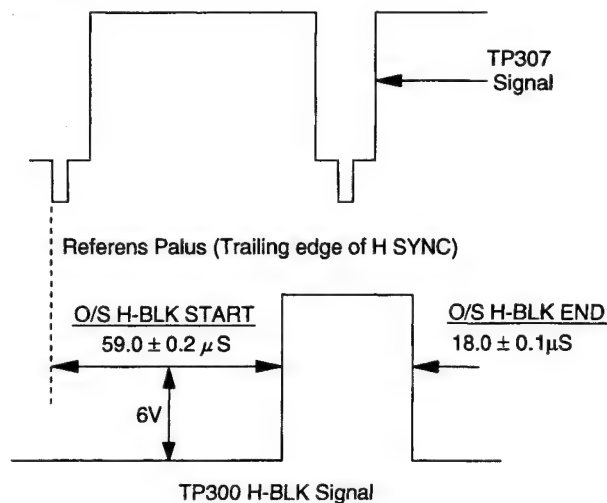 TP307
Signal
Referens Palus (Trailing edge of H SYNC)
O/S H-BLK START
59.0 ± 0.2 μ S
O/S H-BLK END
18.0 ± 0.1μS
6V
TP300 H-BLK Signal